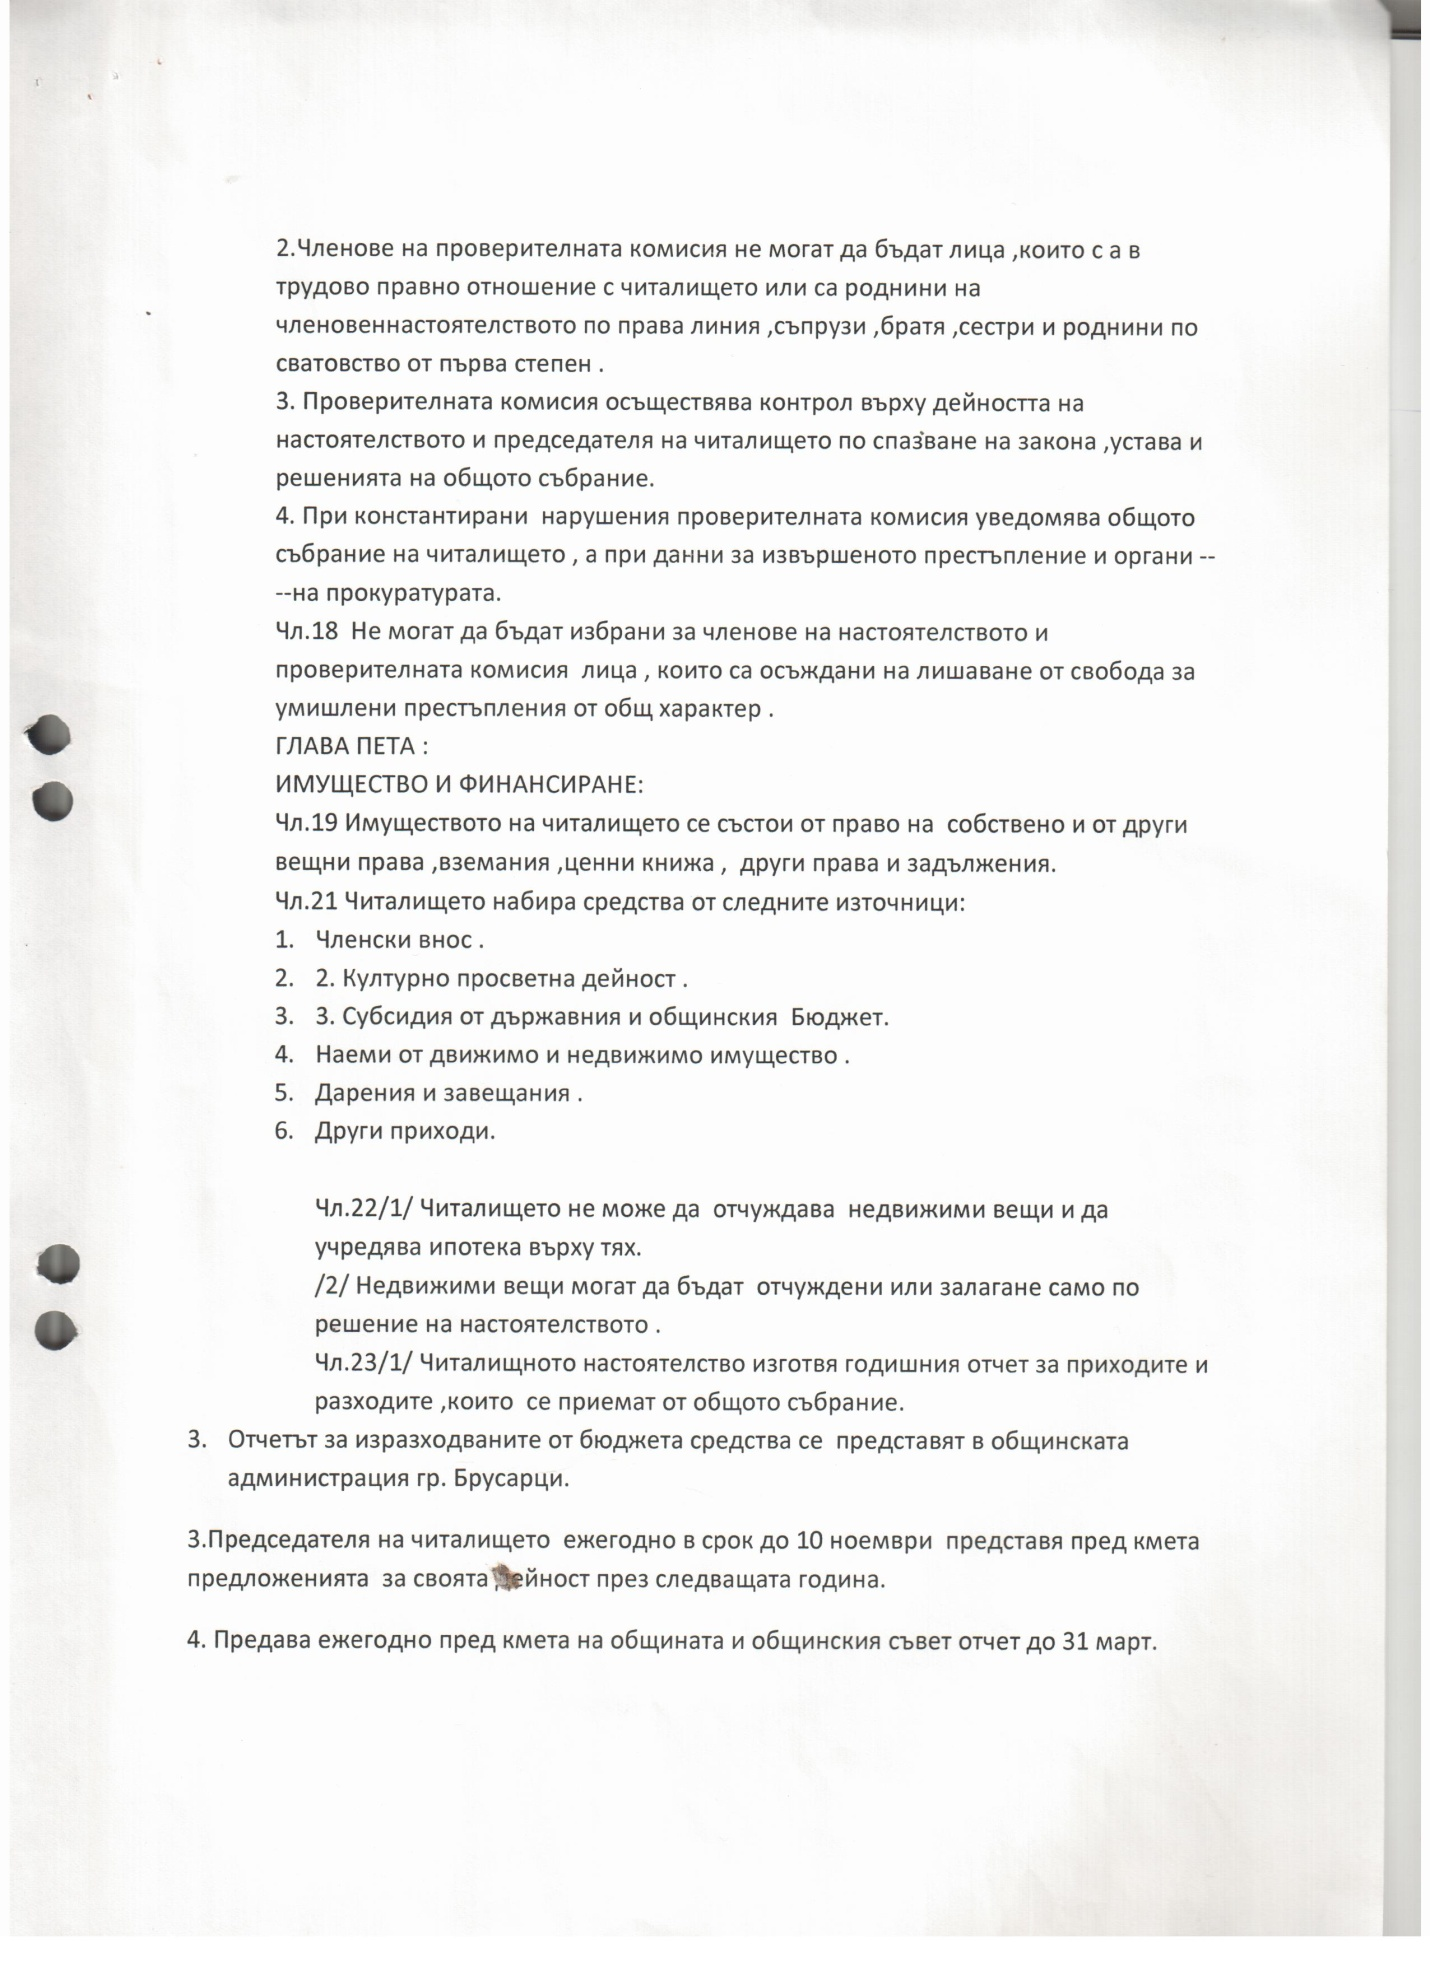 2.Членове на проверителната комисия не могат да бъдат лица ,които с а в
трудово правно отношение с читалището или са роднини на
членовеннастоятелството по права линия ,съпрузи ,братя ,сестри и роднини по
сватовство от първа степен .
3. Проверителната комисия осъществява контрол върху дейността на
настоятелството и председателя на читалището по спазване на закона ,устава и
решенията на общото събрание.
4. При константирани  нарушения проверителната комисия уведомява общото
събрание на читалището , а при данни за извършеното престъпление и органи --
--на прокуратурата.
Чл.18  Не могат да бъдат избрани за членове на настоятелството и
проверителната комисия  лица , които са осъждани на лишаване от свобода за
умишлени престъпления от общ характер .
ГЛАВА ПЕТА :
ИМУЩЕСТВО И ФИНАНСИРАНЕ:
Чл.19 Имуществото на читалището се състои от право на  собствено и от други
вещни права ,вземания ,ценни книжа ,  други права и задължения.
Чл.21 Читалището набира средства от следните източници:
1. Членски внос .
2. 2. Културно просветна дейност .
3. 3. Субсидия от държавния и общинския  Бюджет.
4. Наеми от движимо и недвижимо имущество .
5. Дарения и завещания .
6. Други приходи.
Чл.22/1/ Читалището не може да  отчуждава  недвижими вещи и да
учредява ипотека върху тях.
/2/ Недвижими вещи могат да бъдат  отчуждени или залагане само по
решение на настоятелството .
Чл.23/1/ Читалищното настоятелство изготвя годишния отчет за приходите и
разходите ,които  се приемат от общото събрание.
3. Отчетът за изразходваните от бюджета средства се  представят в общинската
администрация гр. Брусарци.
3.Председателя на читалището  ежегодно в срок до 10 ноември  представя пред кмета
предложенията  за своята дейност през следващата година.
4. Предава ежегодно пред кмета на общината и общинския съвет отчет до 31 март.